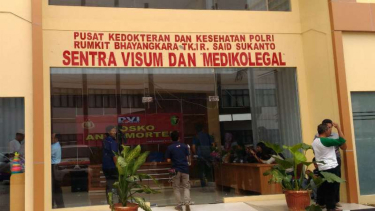 PUSAT KEDOKTERAN DAN KESEHATAN POLRI
RUMKIT BHAYANGKARA TK.I R. SAID SUKANTO
SENTRA VISUM DAN MEDIKOLEGAL
DVI
POSKO
ANTE MORTEM